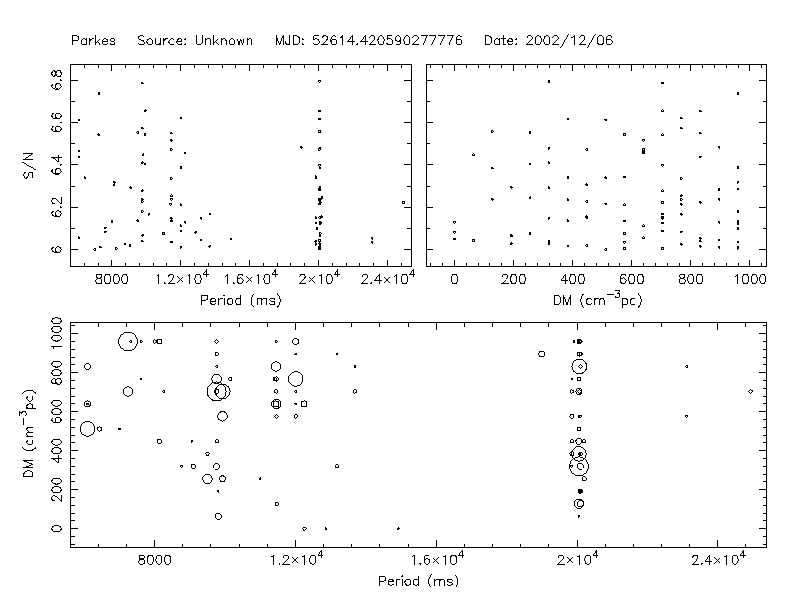 Parkes Source: Unknown MJD: 52614.420590277776 Date: 2002/12/06
6.8
6.6
6.4
6.2
6
S/N
8000 1.2×10⁴ 1.6×10⁴ 2×10⁴ 2.4×10⁴
Period (ms)
0 200 400 600 800 1000
DM (cm⁻³pc)
1000
800
600
400
200
0
DM (cm⁻³pc)
8000 1.2×10⁴ 1.6×10⁴ 2×10⁴ 2.4×10⁴
Period (ms)